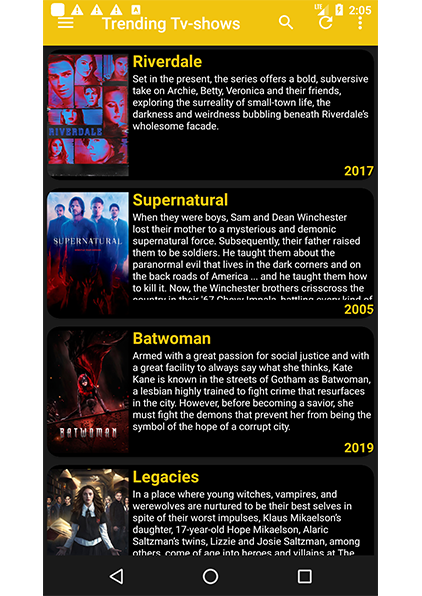 Trending Tv-shows
2:05
Riverdale
Set in the present, the series offers a bold, subversive
take on Archie, Betty, Veronica and their friends,
exploring the surreality of small-town life, the
darkness and weirdness bubbling beneath Riverdale's
wholesome facade.
RIVERDALE
2017
Supernatural
When they were boys, Sam and Dean Winchester
lost their mother to a mysterious and demonic
supernatural force. Subsequently, their father raised
them to be soldiers. He taught them about the
paranormal evil that lives in the dark corners and on
the back roads of America ... and he taught them how
to kill it. Now, the Winchester brothers crisscross the
country in their '67 Chevy Impala, battling every kind of
SUPERNATURAL
2005
Batwoman
Armed with a great passion for social justice and with
a great facility to always say what she thinks, Kate
Kane is known in the streets of Gotham as Batwoman,
a lesbian highly trained to fight crime that resurfaces
in the city. However, before becoming a savior, she
must fight the demons that prevent her from being the
symbol of the hope of a corrupt city.
BATWOMAN
2019
Legacies
In a place where young witches, vampires, and
werewolves are nurtured to be their best selves in
spite of their worst impulses, Klaus Mikaelson's
daughter, 17-year-old Hope Mikaelson, Alaric
Saltzman's twins, Lizzie and Josie Saltzman, among
others, come of age into heroes and villains at The